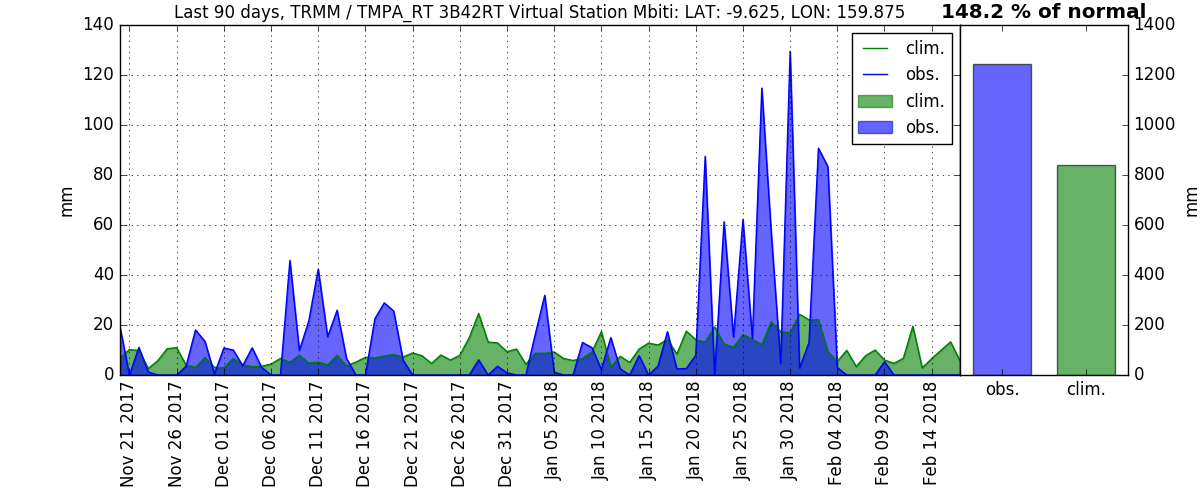 Last 90 days, TRMM / TMPA_RT 3B42RT Virtual Station Mbiti: LAT: -9.625, LON: 159.875
148.2 % of normal
140
120
100
80
60
40
20
0
mm
clim.
obs.
clim.
obs.
Nov 21 2017
Nov 26 2017
Dec 01 2017
Dec 06 2017
Dec 11 2017
Dec 16 2017
Dec 21 2017
Dec 26 2017
Dec 31 2017
Jan 05 2018
Jan 10 2018
Jan 15 2018
Jan 20 2018
Jan 25 2018
Jan 30 2018
Feb 04 2018
Feb 09 2018
Feb 14 2018
1400
1200
1000
800
600
400
200
0
mm
obs.
clim.